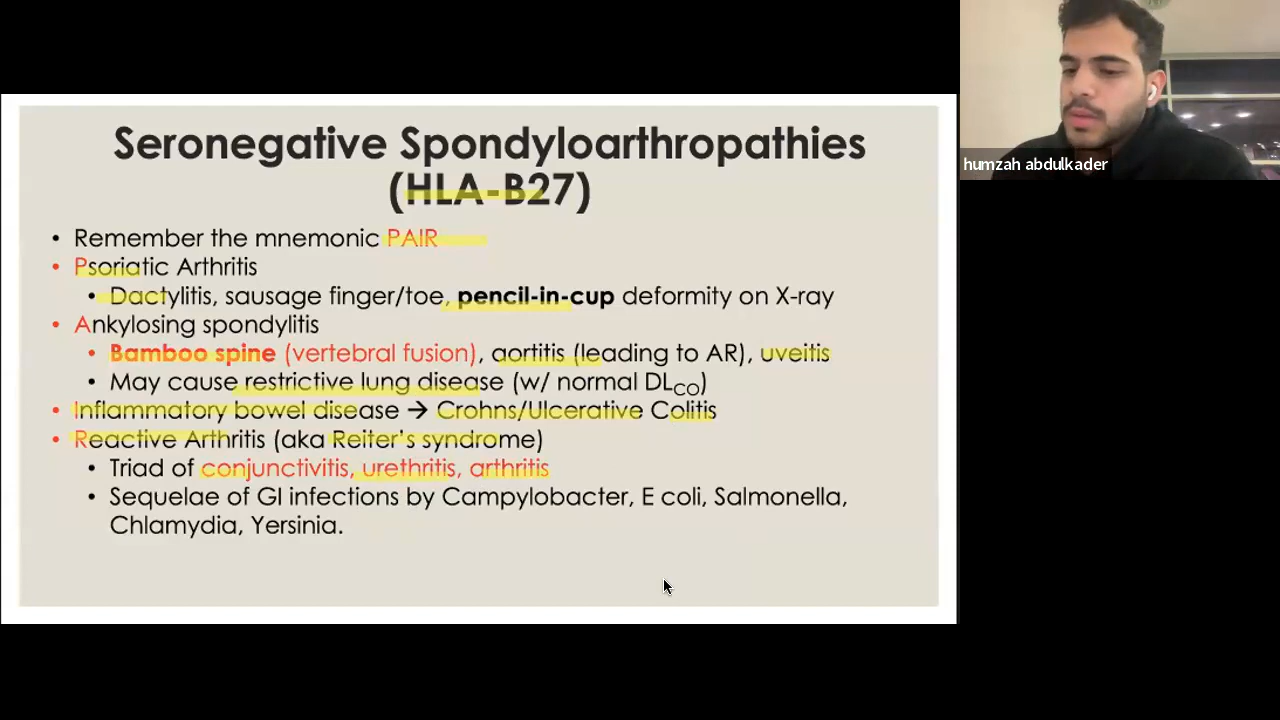 Seronegative Spondyloarthropathies
(HLA-B27)
• Remember the mnemonic PAIR
• Psoriatic Arthritis
• Dactylitis, sausage finger/toe, pencil-in-cup deformity on X-ray
• Ankylosing spondylitis
• Bamboo spine (vertebral fusion), aortitis (leading to AR), uveitis
• May cause restrictive lung disease (w/ normal DLCO)
• Inflammatory bowel disease → Crohns/Ulcerative Colitis
• Reactive Arthritis (aka Reiter's syndrome)
• Triad of conjunctivitis, urethritis, arthritis
• Sequelae of GI infections by Campylobacter, E coli, Salmonella,
Chlamydia, Yersinia.
humzah abdulkader